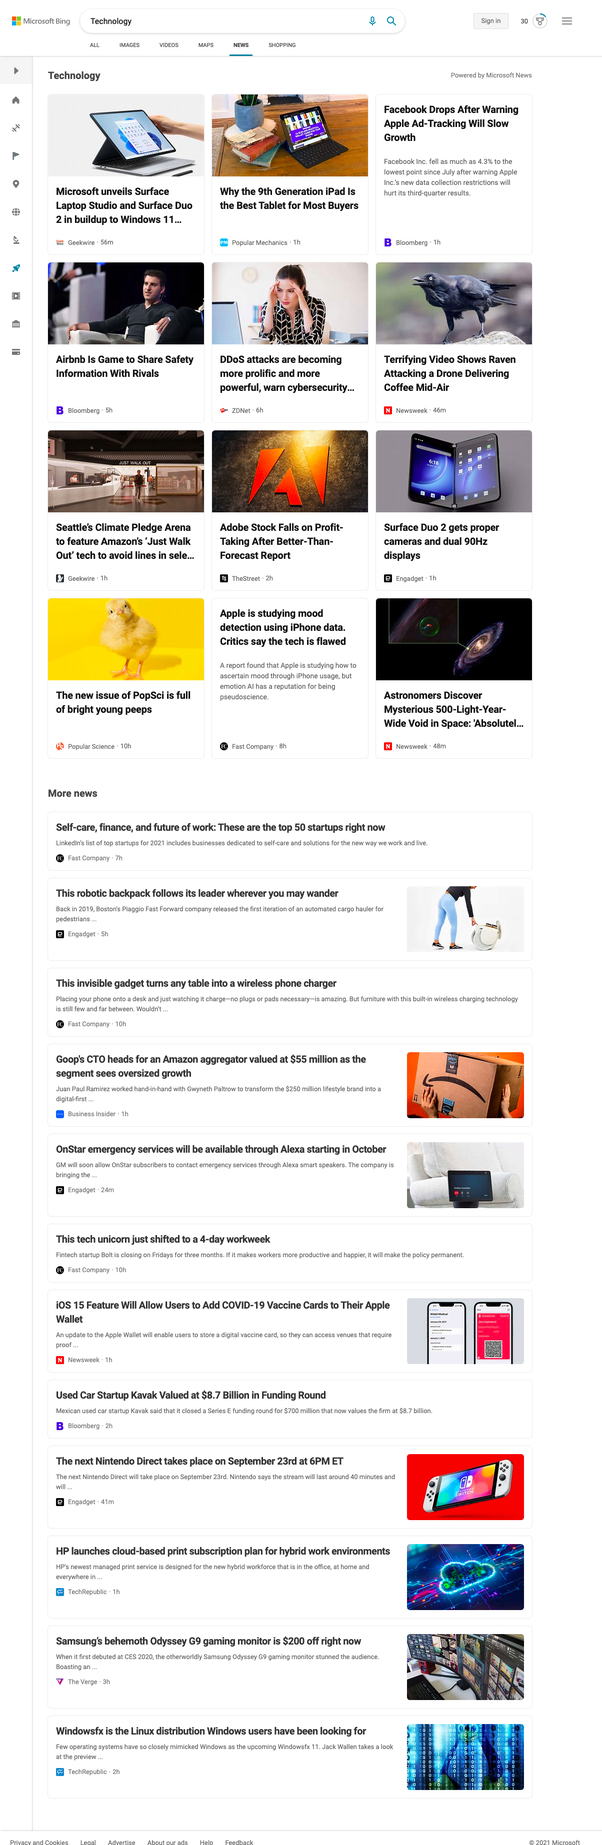 Microsoft Bing
Technology
Sign in
30
ALL
IMAGES
VIDEOS
MAPS
NEWS
SHOPPING
Technology
Powered by Microsoft News
Microsoft unveils Surface
Laptop Studio and Surface Duo
2 in buildup to Windows 11...
Geekwire · 56m
Why the 9th Generation iPad Is
the Best Tablet for Most Buyers
Popular Mechanics · 1h
Facebook Drops After Warning
Apple Ad-Tracking Will Slow
Growth
Facebook Inc. fell as much as 4.3% to the
lowest point since July after warning Apple
Inc.'s new data collection restrictions will
hurt its third-quarter results.
Bloomberg · 1h
Airbnb Is Game to Share Safety
Information With Rivals
Bloomberg · 5h
DDoS attacks are becoming
more prolific and more
powerful, warn cybersecurity...
ZDNet · 6h
Terrifying Video Shows Raven
Attacking a Drone Delivering
Coffee Mid-Air
Newsweek · 46m
JUST WALK OUT
Seattle's Climate Pledge Arena
to feature Amazon's 'Just Walk
Out' tech to avoid lines in sele...
Geekwire · 1h
Adobe Stock Falls on Profit-
Taking After Better-Than-
Forecast Report
TheStreet · 2h
Surface Duo 2 gets proper
cameras and dual 90Hz
displays
Engadget · 1h
The new issue of PopSci is full
of bright young peeps
Popular Science · 10h
Apple is studying mood
detection using iPhone data.
Critics say the tech is flawed
A report found that Apple is studying how to
ascertain mood through iPhone usage, but
emotion AI has a reputation for being
pseudoscience.
Fast Company · 8h
Astronomers Discover
Mysterious 500-Light-Year-
Wide Void in Space: 'Absolutel...
Newsweek · 48m
More news
Self-care, finance, and future of work: These are the top 50 startups right now
LinkedIn's list of top startups for 2021 includes businesses dedicated to self-care and solutions for the new way we work and live.
Fast Company · 7h
This robotic backpack follows its leader wherever you may wander
Back in 2019, Boston's Piaggio Fast Forward company released the first iteration of an automated cargo hauler for
pedestrians ...
Engadget · 5h
This invisible gadget turns any table into a wireless phone charger
Placing your phone onto a desk and just watching it charge—no plugs or pads necessary—is amazing. But furniture with this built-in wireless charging technology
is still few and far between. Wouldn't ...
Fast Company · 10h
Goop's CTO heads for an Amazon aggregator valued at $55 million as the
segment sees oversized growth
Juan Paul Ramirez worked hand-in-hand with Gwyneth Paltrow to transform the $250 million lifestyle brand into a
digital-first ...
Business Insider · 1h
OnStar emergency services will be available through Alexa starting in October
GM will soon allow OnStar subscribers to contact emergency services through Alexa smart speakers. The company is
bringing the ...
Engadget · 24m
This tech unicorn just shifted to a 4-day workweek
Fintech startup Bolt is closing on Fridays for three months. If it makes workers more productive and happier, it will make the policy permanent.
Fast Company · 10h
iOS 15 Feature Will Allow Users to Add COVID-19 Vaccine Cards to Their Apple
Wallet
An update to the Apple Wallet will enable users to store a digital vaccine card, so they can access venues that require
proof ...
Newsweek · 1h
Used Car Startup Kavak Valued at $8.7 Billion in Funding Round
Mexican used car startup Kavak said that it closed a Series E funding round for $700 million that now values the firm at $8.7 billion.
Bloomberg · 2h
The next Nintendo Direct takes place on September 23rd at 6PM ET
The next Nintendo Direct will take place on September 23rd. Nintendo says the stream will last around 40 minutes and
will ...
Engadget · 41m
HP launches cloud-based print subscription plan for hybrid work environments
HP's newest managed print service is designed for the new hybrid workforce that is in the office, at home and
everywhere in ...
TechRepublic · 1h
Samsung's behemoth Odyssey G9 gaming monitor is $200 off right now
When it first debuted at CES 2020, the otherworldly Samsung Odyssey G9 gaming monitor stunned the audience.
Boasting an ...
The Verge · 3h
Windowsfx is the Linux distribution Windows users have been looking for
Few operating systems have so closely mimicked Windows as the upcoming Windowsfx 11. Jack Wallen takes a look
at the preview ...
TechRepublic · 2h
Privacy and Cookies
Legal
Advertise
About our ads
Help
Feedback
© 2021 Microsoft